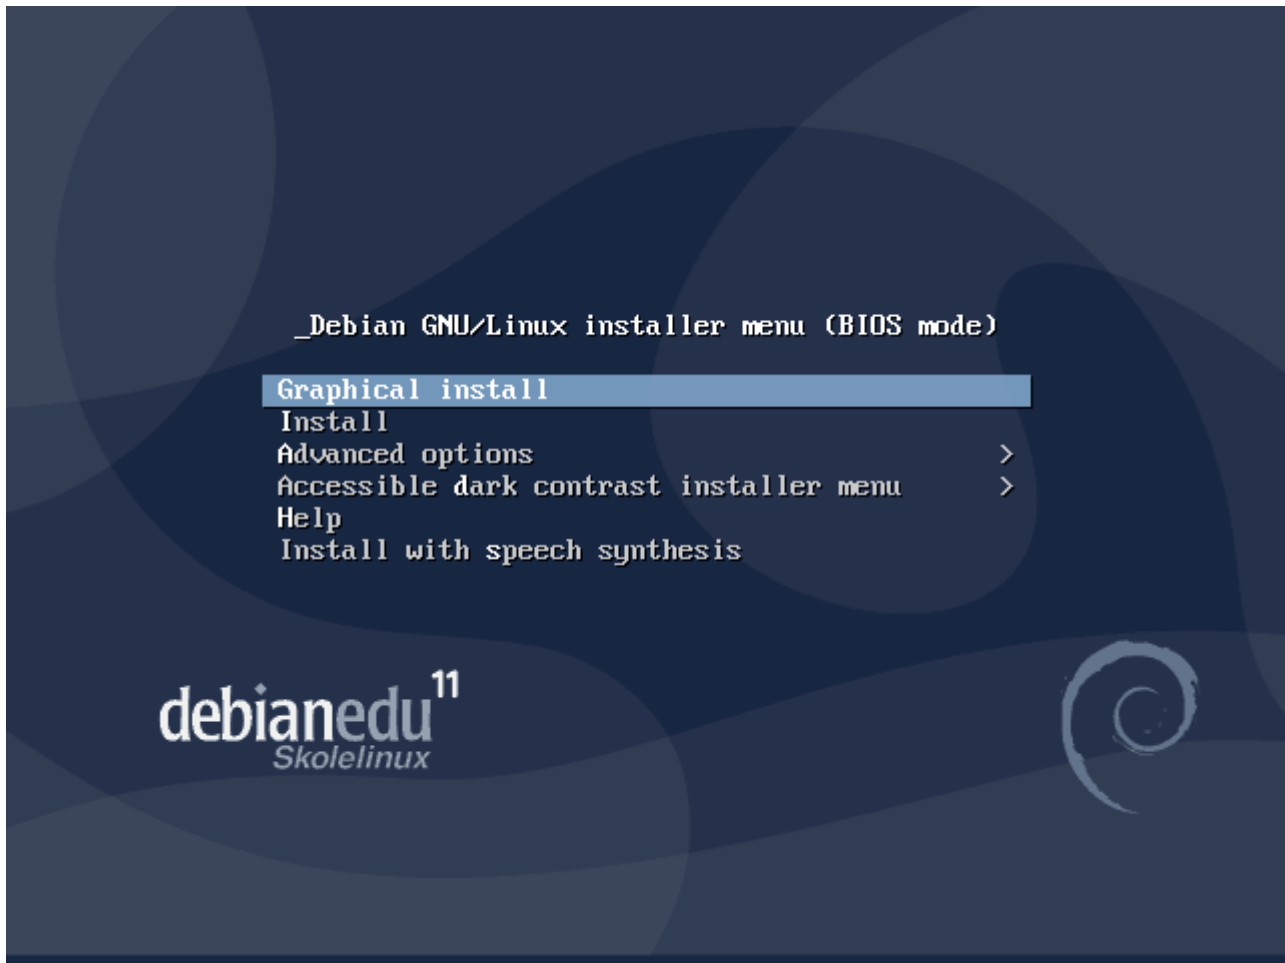 _Debian GNU/Linux installer menu (BIOS mode)
Graphical install
Install
Advanced options >
Accessible dark contrast installer menu >
Help
Install with speech synthesis
debianedu 11
Skolelinux